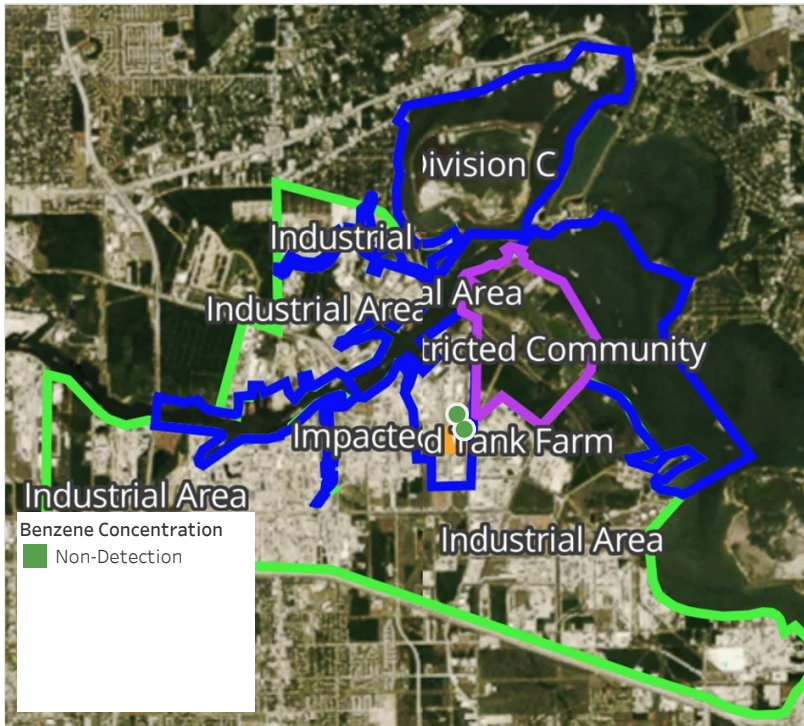 Division C
Industrial
al Area
Industrial Area
tricted Community
Impacted
d Tank Farm
Industrial Area
Industrial Area
Benzene Concentration
Non-Detection